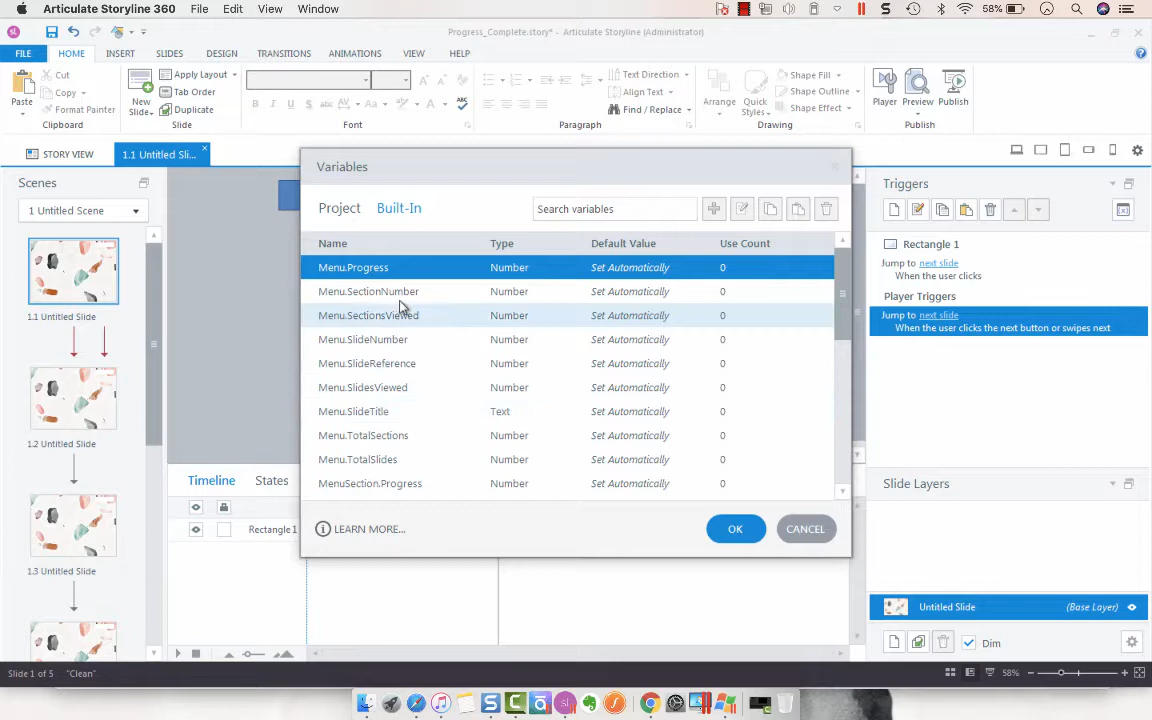 Articulate Storyline 360 File Edit View Window 58%
Progress_Complete.story* - Articulate Storyline (Administrator)
FILE HOME INSERT SLIDES DESIGN TRANSITIONS ANIMATIONS VIEW HELP
Paste Cut Copy Format Painter
New Slide Apply Layout Tab Order Duplicate
Text Direction Align Text Find / Replace
Arrange Quick Styles Shape Fill Shape Outline Shape Effect
Player Preview Publish
Clipboard Slide Font Paragraph Drawing Publish
STORY VIEW 1.1 Untitled Sli...
Scenes
1 Untitled Scene
1.1 Untitled Slide
1.2 Untitled Slide
1.3 Untitled Slide
Variables
Project Built-In Search variables
Name Type Default Value Use Count
Menu.Progress Number Set Automatically 0
Menu.SectionNumber Number Set Automatically 0
Menu.SectionsViewed Number Set Automatically 0
Menu.SlideNumber Number Set Automatically 0
Menu.SlideReference Number Set Automatically 0
Menu.SlidesViewed Number Set Automatically 0
Menu.SlideTitle Text Set Automatically 0
Menu.TotalSections Number Set Automatically 0
Menu.TotalSlides Number Set Automatically 0
MenuSection.Progress Number Set Automatically 0
LEARN MORE... OK CANCEL
Timeline States
Rectangle 1
Triggers
Rectangle 1
Jump to next slide
When the user clicks
Player Triggers
Jump to next slide
When the user clicks the next button or swipes next
Slide Layers
Untitled Slide (Base Layer)
Dim
Slide 1 of 5 "Clean" 58%